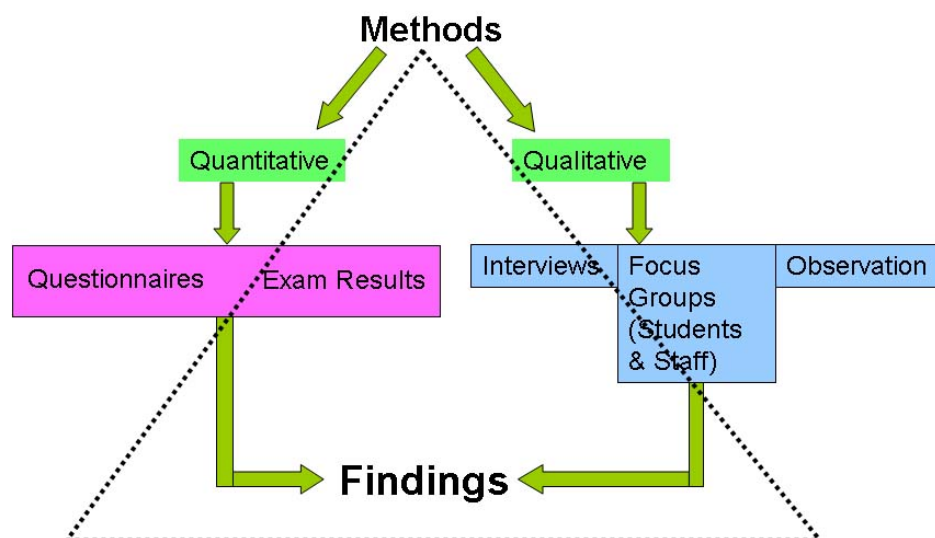 Methods
Quantitative
Qualitative
Questionnaires
Exam Results
Interviews
Focus
Groups
(Students
& Staff)
Observation
Findings